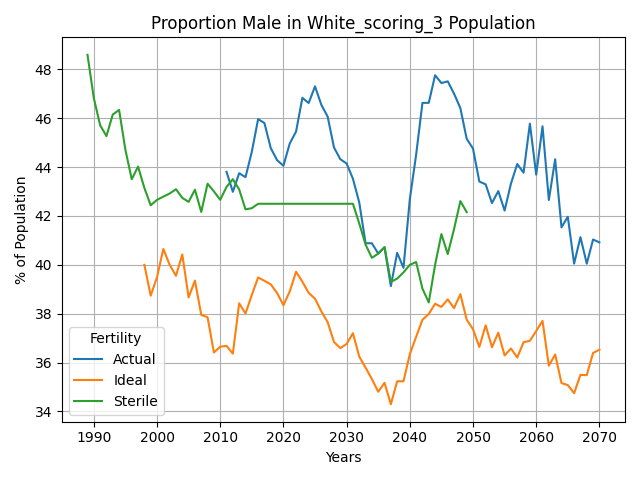 Proportion Male in White_scoring_3 Population
% of Population
48
46
44
42
40
38
36
34
Fertility
Actual
Ideal
Sterile
1990 2000 2010 2020 2030 2040 2050 2060 2070
Years